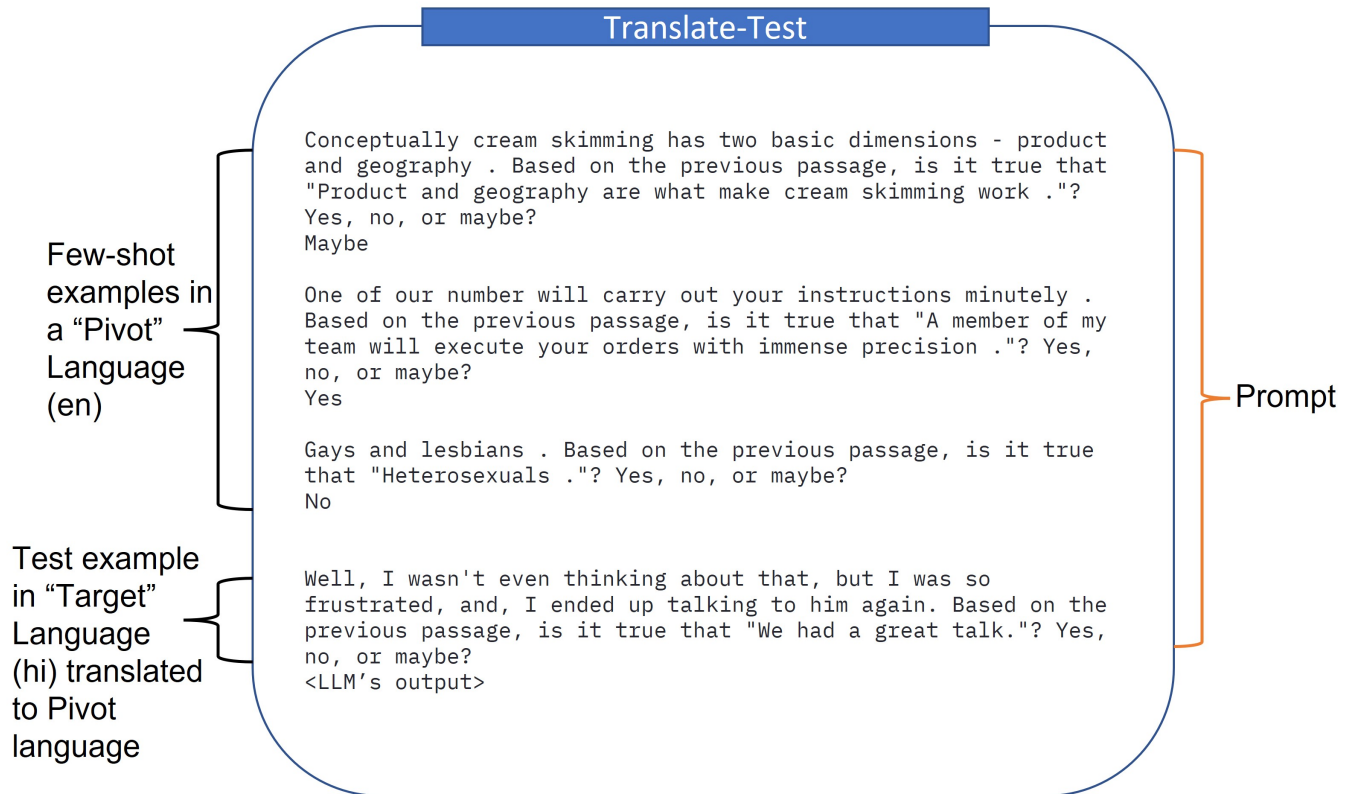 Translate-Test
Few-shot
examples in
a “Pivot”
Language
(en)
Conceptually cream skimming has two basic dimensions - product
and geography . Based on the previous passage, is it true that
"Product and geography are what make cream skimming work ."?
Yes, no, or maybe?
Maybe
One of our number will carry out your instructions minutely .
Based on the previous passage, is it true that "A member of my
team will execute your orders with immense precision ."? Yes,
no, or maybe?
Yes
Gays and lesbians . Based on the previous passage, is it true
that "Heterosexuals ."? Yes, no, or maybe?
No
Test example
in “Target”
Language
(hi) translated
to Pivot
language
Well, I wasn't even thinking about that, but I was so
frustrated, and, I ended up talking to him again. Based on the
previous passage, is it true that "We had a great talk."? Yes,
no, or maybe?
<LLM’s output>
Prompt